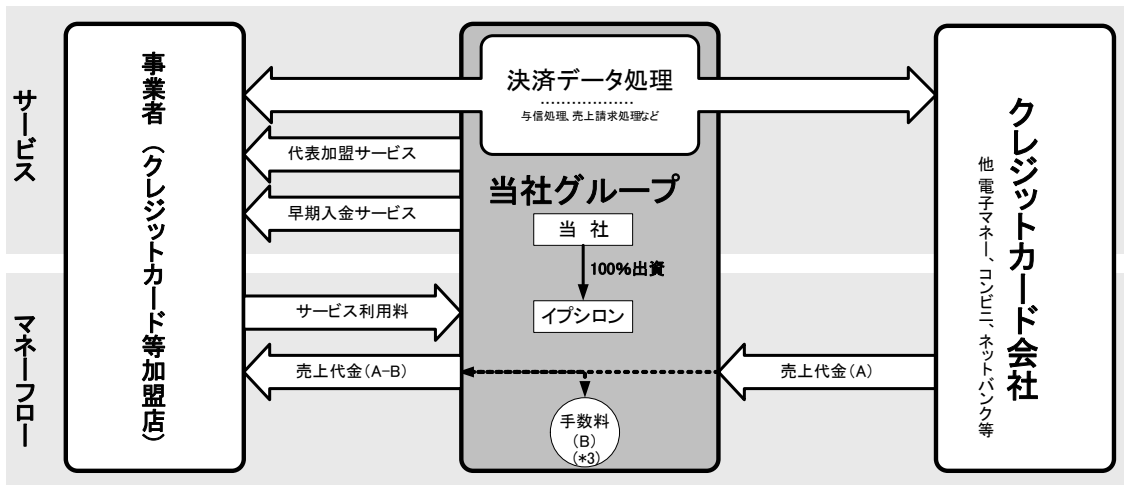 サービス
事業者（クレジットカード等加盟店）
決済データ処理
与信処理、売上請求処理など
代表加盟サービス
早期入金サービス
当社グループ
当 社
100%出資
イプシロン
クレジットカード会社
他 電子マネー、コンビニ、ネットバンク等
マネーフロー
サービス利用料
売上代金(A-B)
売上代金(A)
手数料
(B)
(*3)